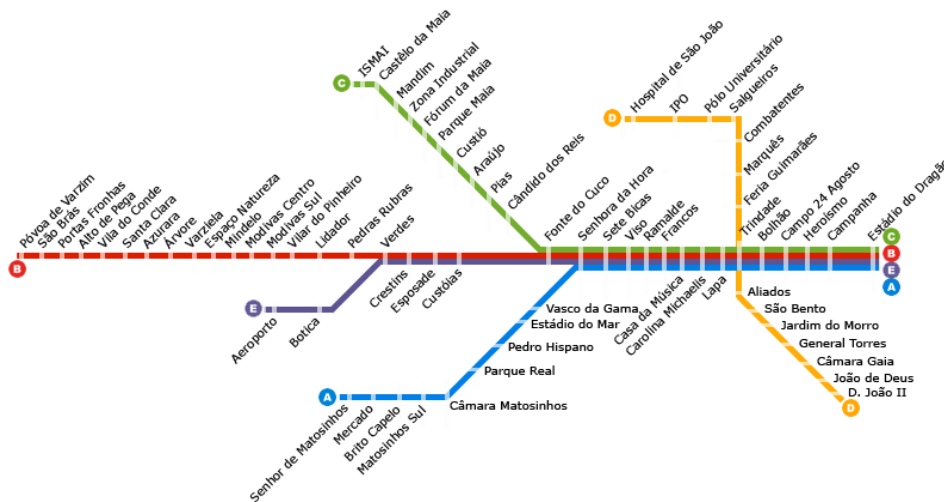 C
ISMAI
Castêlo da Maia
Mandim
Zona Industrial
Fórum da Maia
Parque Maia
Custió
Araújo
Pias
Cândido dos Reis
D
Hospital de São João
IPO
Pólo Universitário
Salgueiros
Combatentes
Marquês
Feria Guimarães
Póvoa de Varzim
São Brás
Portas Fronhas
Alto de Pega
Vila do Conde
Santa Clara
Azurara
Árvore
Varziela
Espaço Natureza
Mindelo
Modivas Centro
Modivas Sul
Vilar do Pinheiro
Lidador
Pedras Rubras
Verdes
Fonte do Cuco
Senhora da Hora
Sete Bicas
Viso
Ramalde
Francos
Trindade
Bolhão
Campo 24 Agosto
Heroísmo
Campanha
Estádio do Dragão
C
B
B
E
A
E
Aeroporto
Botica
Crestins
Esposade
Custóias
Casa da Música
Carolina Michaelis
Lapa
Vasco da Gama
Estádio do Mar
Pedro Hispano
Parque Real
Câmara Matosinhos
A
Senhor de Matosinhos
Mercado
Brito Capelo
Matosinhos Sul
Aliados
São Bento
Jardim do Morro
General Torres
Câmara Gaia
João de Deus
D. João II
D